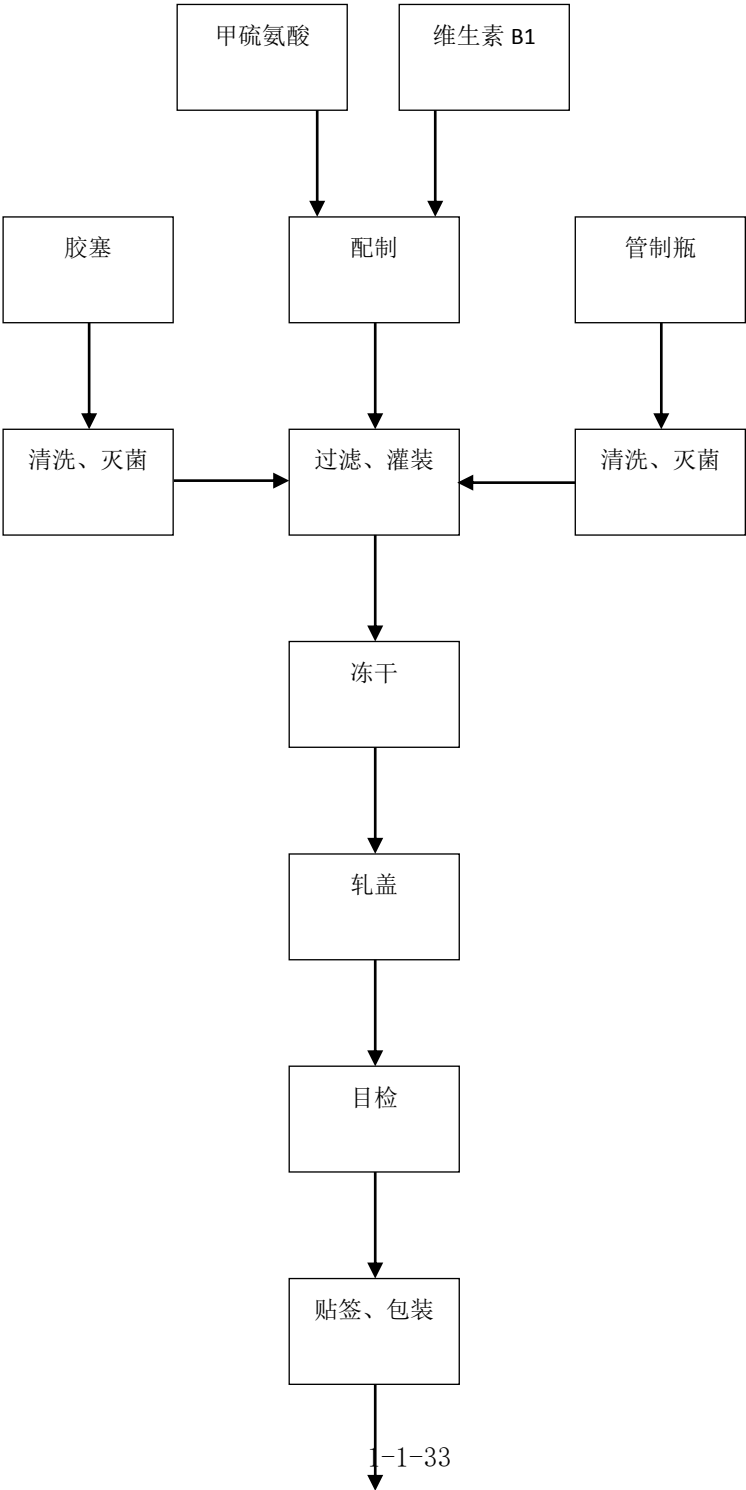 甲硫氨酸
维生素 B1
胶塞
配制
管制瓶
清洗、灭菌
过滤、灌装
清洗、灭菌
冻干
轧盖
目检
贴签、包装
1-1-33